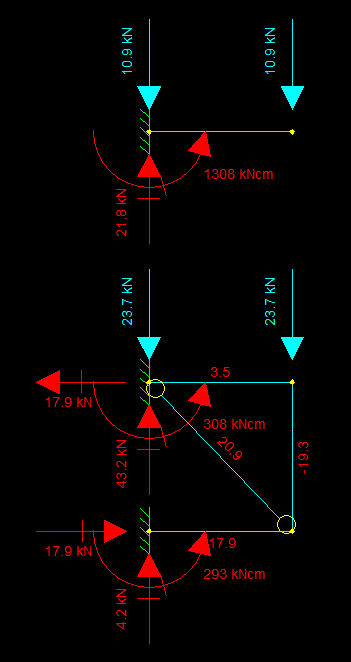 10.9 kN
10.9 kN
1308 kNcm
21.8 kN
23.7 kN
23.7 kN
3.5
17.9 kN
308 kNcm
20.9
-19.3
43.2 kN
17.9 kN
-17.9
293 kNcm
4.2 kN